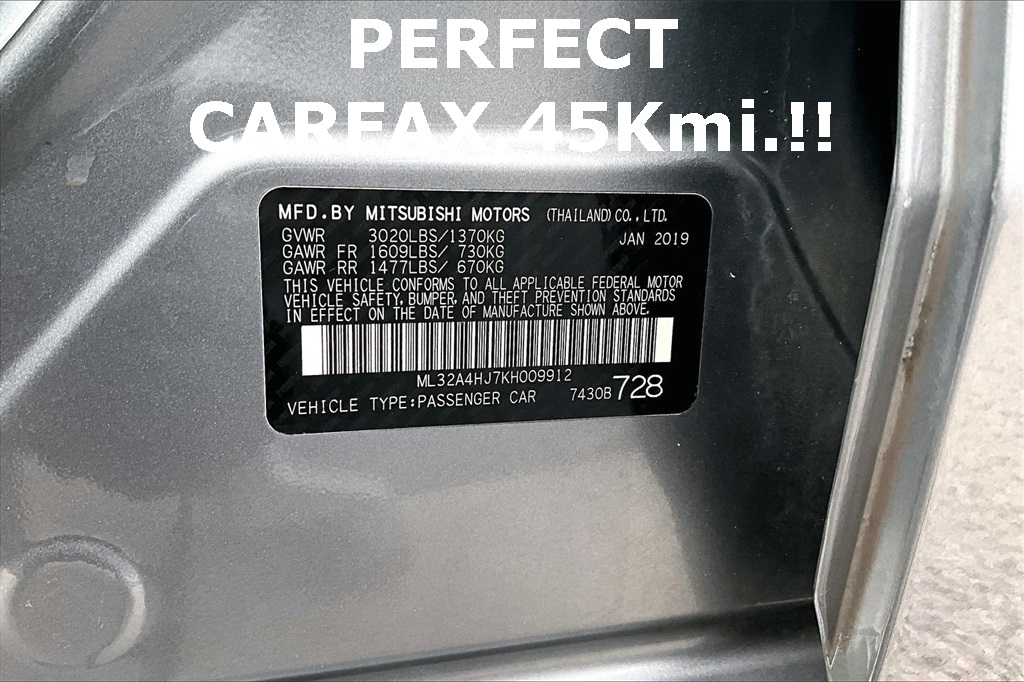 PERFECT
CARFAX 45Kmi.!!
MFD.BY MITSUBISHI MOTORS (THAILAND) CO., LTD.
GVWR 3020LBS/1370KG JAN 2019
GAWR FR 1609LBS/ 730KG
GAWR RR 1477LBS/ 670KG
THIS VEHICLE CONFORMS TO ALL APPLICABLE FEDERAL MOTOR
VEHICLE SAFETY, BUMPER, AND THEFT PREVENTION STANDARDS
IN EFFECT ON THE DATE OF MANUFACTURE SHOWN ABOVE.
ML32A4HJ7KH009912
VEHICLE TYPE:PASSENGER CAR 7430B 728